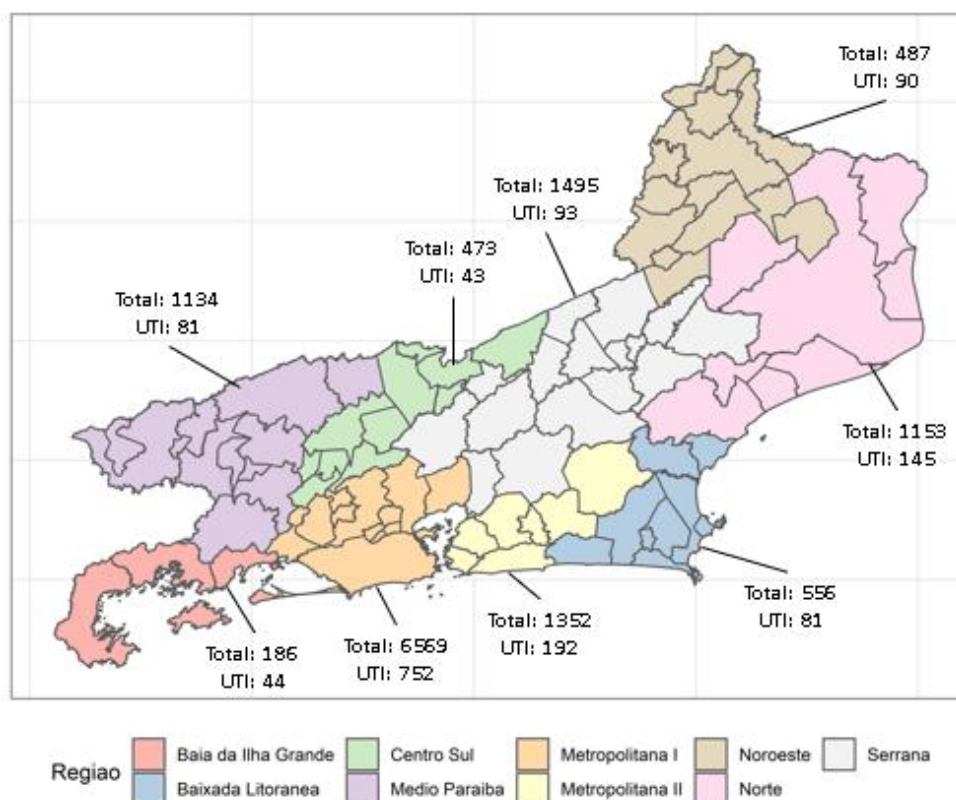 Total: 487
UTI: 90
Total: 1495
UTI: 93
Total: 473
UTI: 43
Total: 1134
UTI: 81
Total: 1153
UTI: 145
Total: 556
UTI: 81
Total: 1352
UTI: 192
Total: 6569
UTI: 752
Total: 186
UTI: 44
Regiao
Baia da Ilha Grande
Centro Sul
Metropolitana I
Noroeste
Serrana
Baixada Litoranea
Medio Paraiba
Metropolitana II
Norte